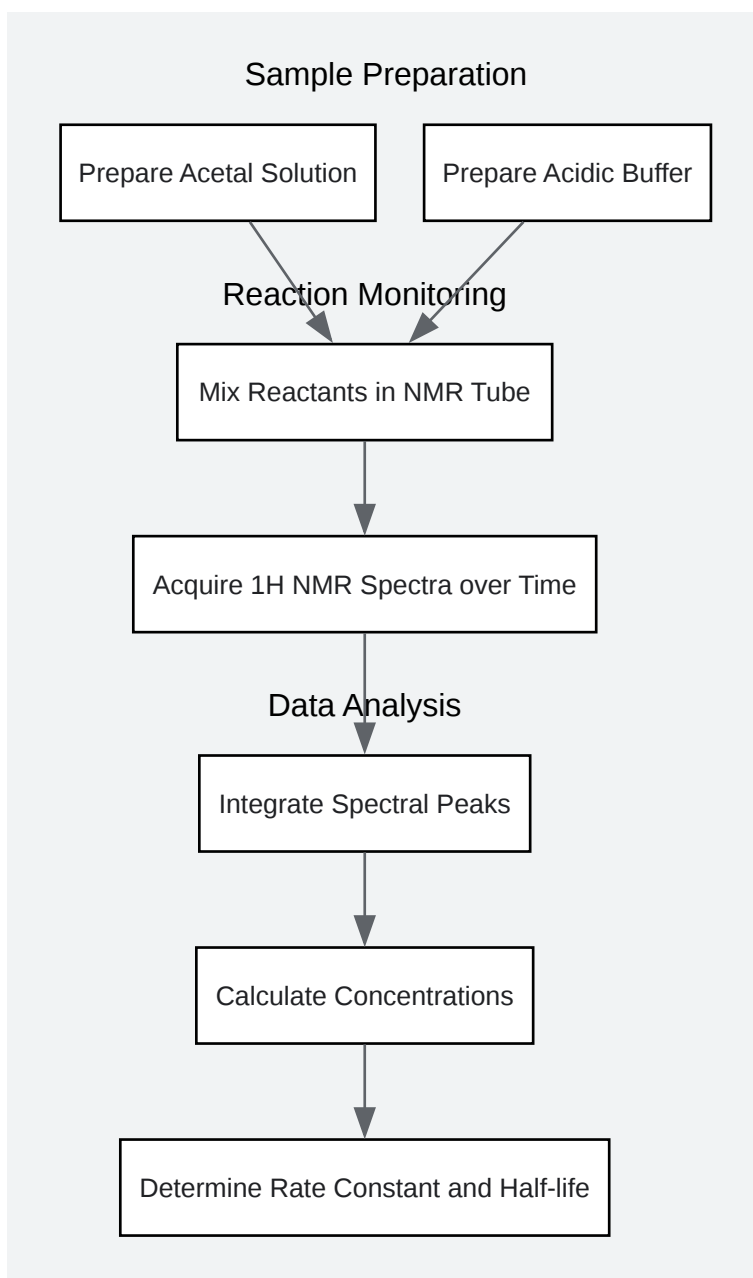 Sample Preparation
Prepare Acetal Solution
Prepare Acidic Buffer
Reaction Monitoring
Mix Reactants in NMR Tube
Acquire 1H NMR Spectra over Time
Data Analysis
Integrate Spectral Peaks
Calculate Concentrations
Determine Rate Constant and Half-life